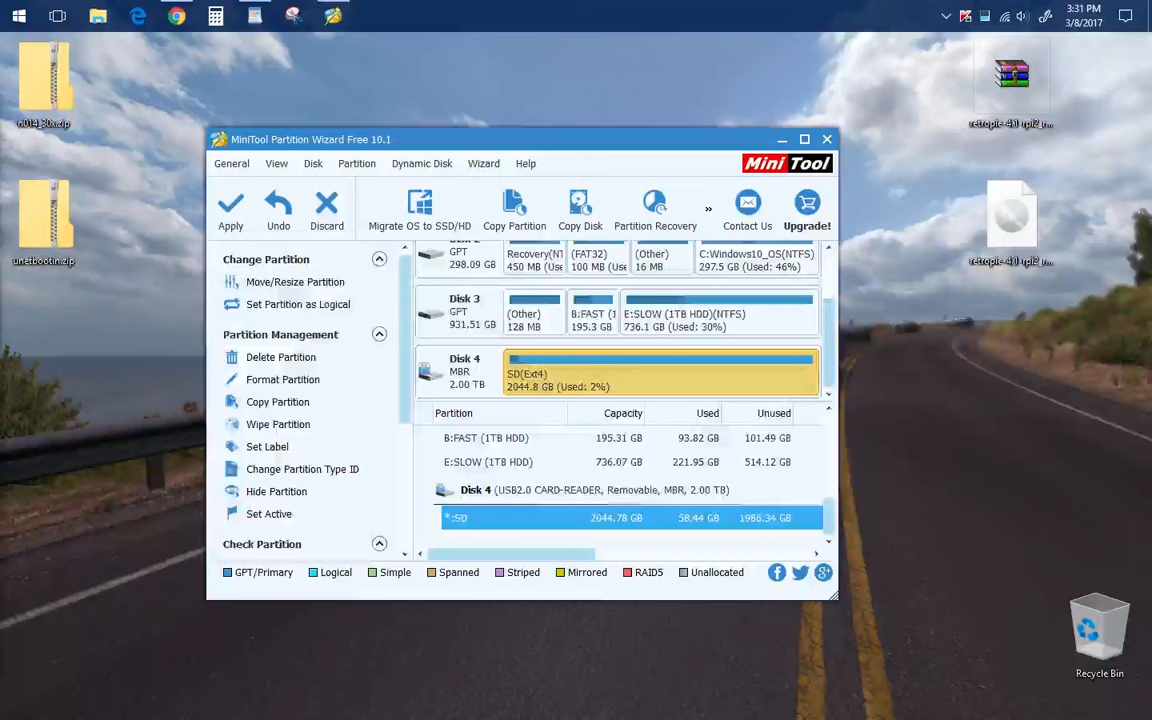 3:31 PM
3/8/2017
unetbootin.zip
Recycle Bin
MiniTool Partition Wizard Free 10.1
General View Disk Partition Dynamic Disk Wizard Help
Mini Tool
Apply Undo Discard Migrate OS to SSD/HD Copy Partition Copy Disk Partition Recovery » Contact Us Upgrade!
Change Partition
Move/Resize Partition
Set Partition as Logical
Partition Management
Delete Partition
Format Partition
Copy Partition
Wipe Partition
Set Label
Change Partition Type ID
Hide Partition
Set Active
Check Partition
GPT
298.09 GB
Recovery(N
450 MB (Use
(FAT32)
100 MB (Use
(Other)
16 MB
C:Windows10_OS(NTFS)
297.5 GB (Used: 46%)
Disk 3
GPT
931.51 GB
(Other)
128 MB
B:FAST (1
195.3 GB
E:SLOW (1TB HDD)(NTFS)
736.1 GB (Used: 30%)
Disk 4
MBR
2.00 TB
SD(Ext4)
2044.8 GB (Used: 2%)
Partition Capacity Used Unused
B:FAST (1TB HDD) 195.31 GB 93.82 GB 101.49 GB
E:SLOW (1TB HDD) 736.07 GB 221.95 GB 514.12 GB
Disk 4 (USB2.0 CARD-READER, Removable, MBR, 2.00 TB)
*:SD 2044.78 GB 58.44 GB 1986.34 GB
GPT/Primary Logical Simple Spanned Striped Mirrored RAID5 Unallocated